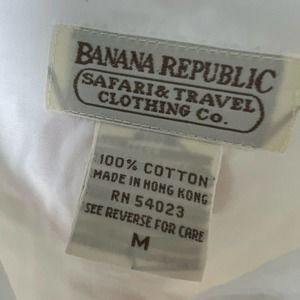 BANANA REPUBLIC
SAFARI & TRAVEL
CLOTHING Co.
100% COTTON
MADE IN HONG KONG
RN 54023
SEE REVERSE FOR CARE
M